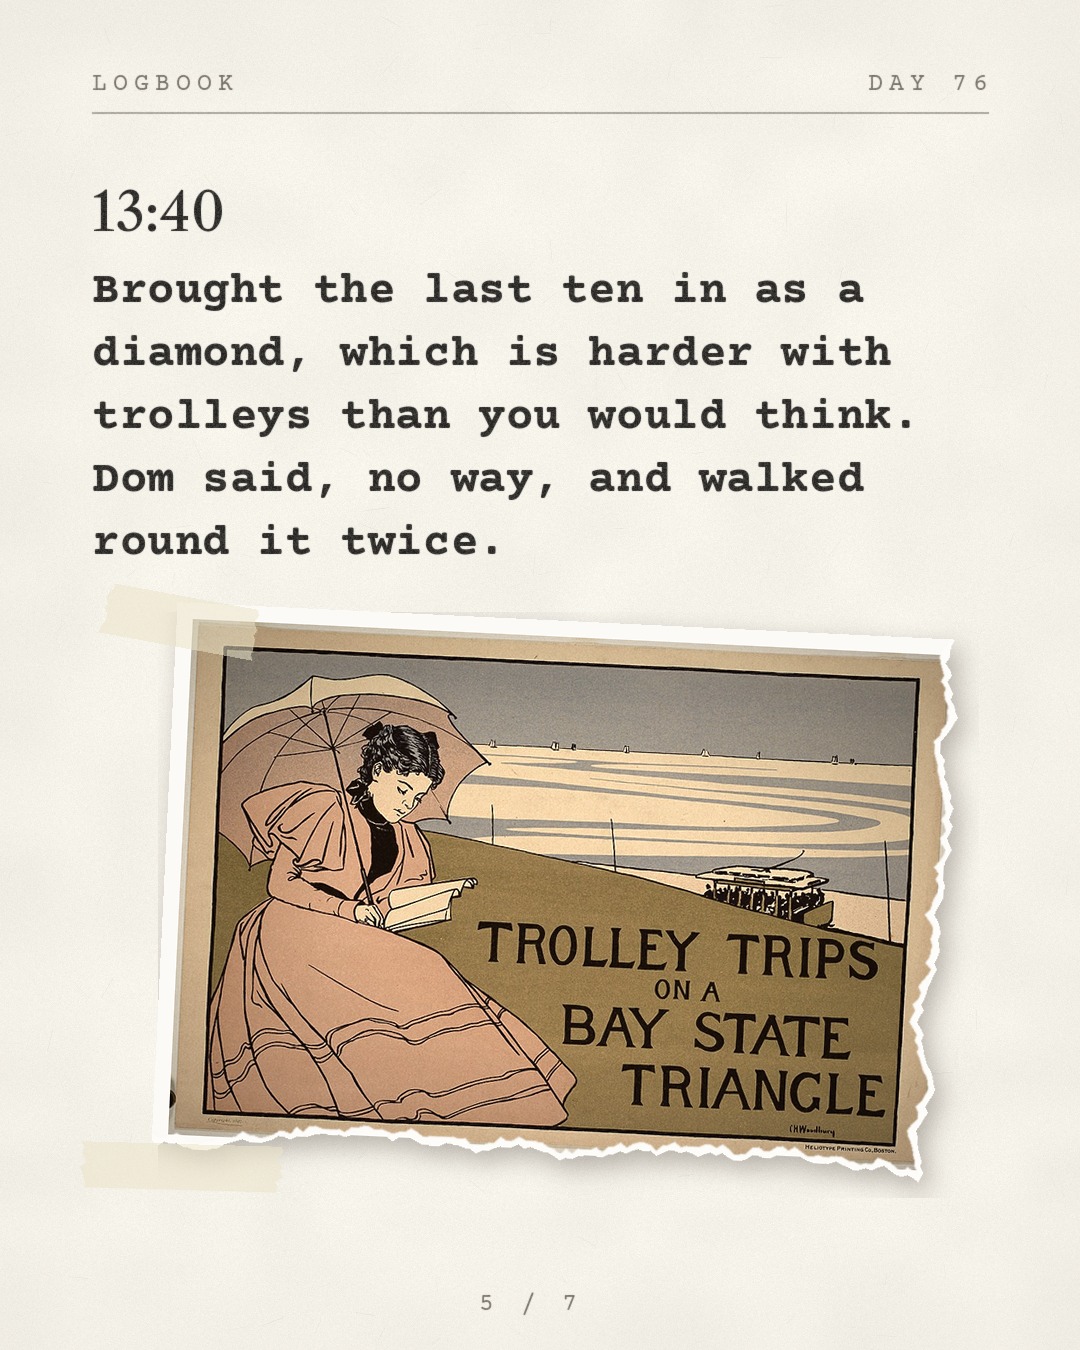 LOGBOOK DAY 76
13:40
Brought the last ten in as a
diamond, which is harder with
trolleys than you would think.
Dom said, no way, and walked
round it twice.
TROLLEY TRIPS
ON A
BAY STATE
TRIANGLE
CH Woodbury
HELIOTYPE PRINTING CO, BOSTON.
5 / 7